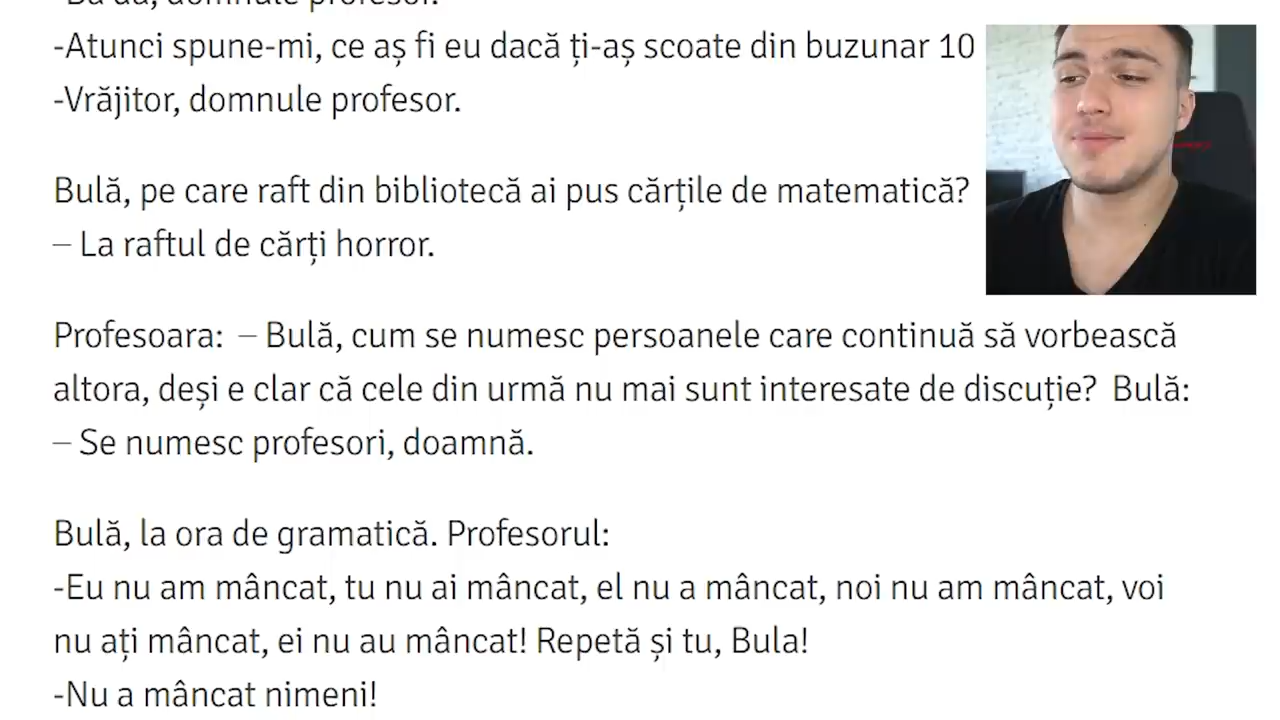 -Ba da, domnule profesor.
-Atunci spune-mi, ce aș fi eu dacă ți-aș scoate din buzunar 10
-Vrăjitor, domnule profesor.
Bulă, pe care raft din bibliotecă ai pus cărțile de matematică?
– La raftul de cărți horror.
Profesoara:  – Bulă, cum se numesc persoanele care continuă să vorbească
altora, deși e clar că cele din urmă nu mai sunt interesate de discuție?  Bulă:
– Se numesc profesori, doamnă.
Bulă, la ora de gramatică. Profesorul:
-Eu nu am mâncat, tu nu ai mâncat, el nu a mâncat, noi nu am mâncat, voi
nu ați mâncat, ei nu au mâncat! Repetă și tu, Bula!
-Nu a mâncat nimeni!